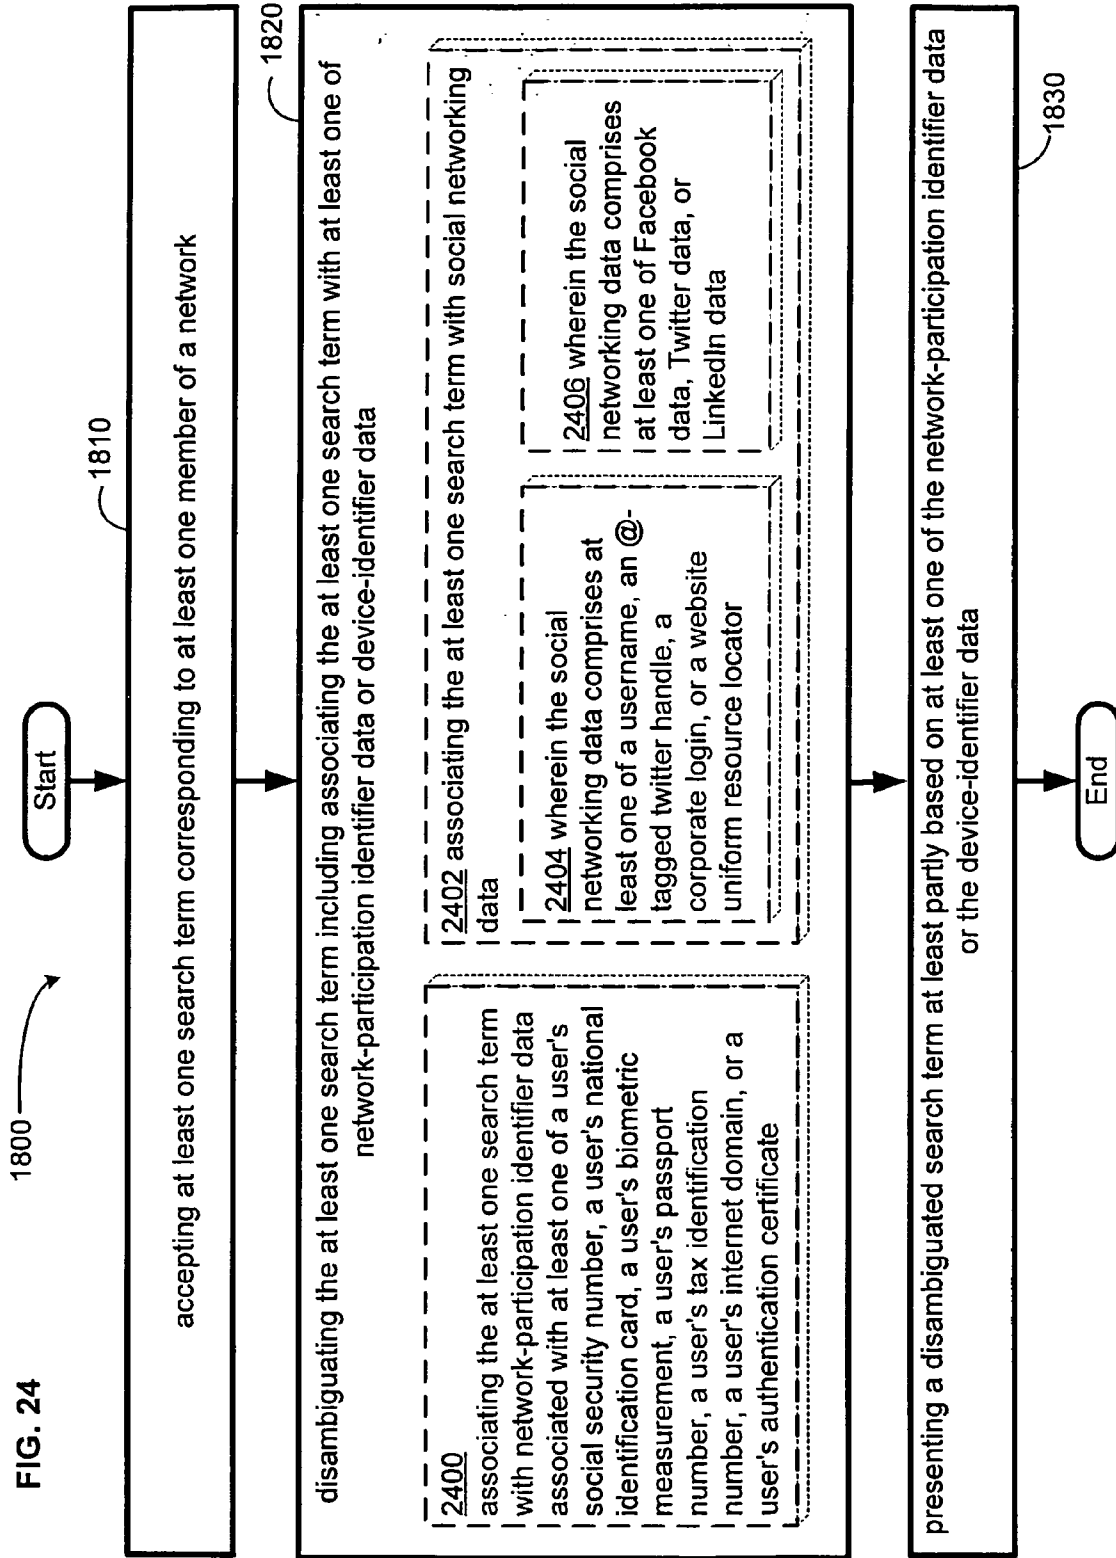 FIG. 24
1800
Start
1810
accepting at least one search term corresponding to at least one member of a network
1820
disambiguating the at least one search term including associating the at least one search term with at least one of
network-participation identifier data or device-identifier data
2400
associating the at least one search term
with network-participation identifier data
associated with at least one of a user's
social security number, a user's national
identification card, a user's biometric
measurement, a user's passport
number, a user's tax identification
number, a user's internet domain, or a
user's authentication certificate
2402 associating the at least one search term with social networking
data
2404 wherein the social
networking data comprises at
least one of a username, an @-
tagged twitter handle, a
corporate login, or a website
uniform resource locator
2406 wherein the social
networking data comprises
at least one of Facebook
data, Twitter data, or
LinkedIn data
presenting a disambiguated search term at least partly based on at least one of the network-participation identifier data
or the device-identifier data
1830
End